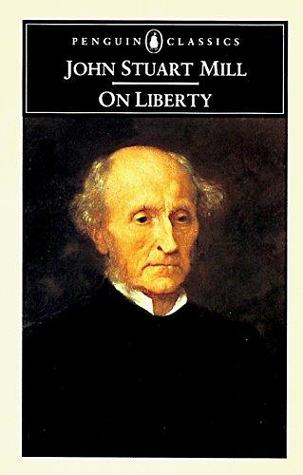 PENGUIN CLASSICS
JOHN STUART MILL
ON LIBERTY